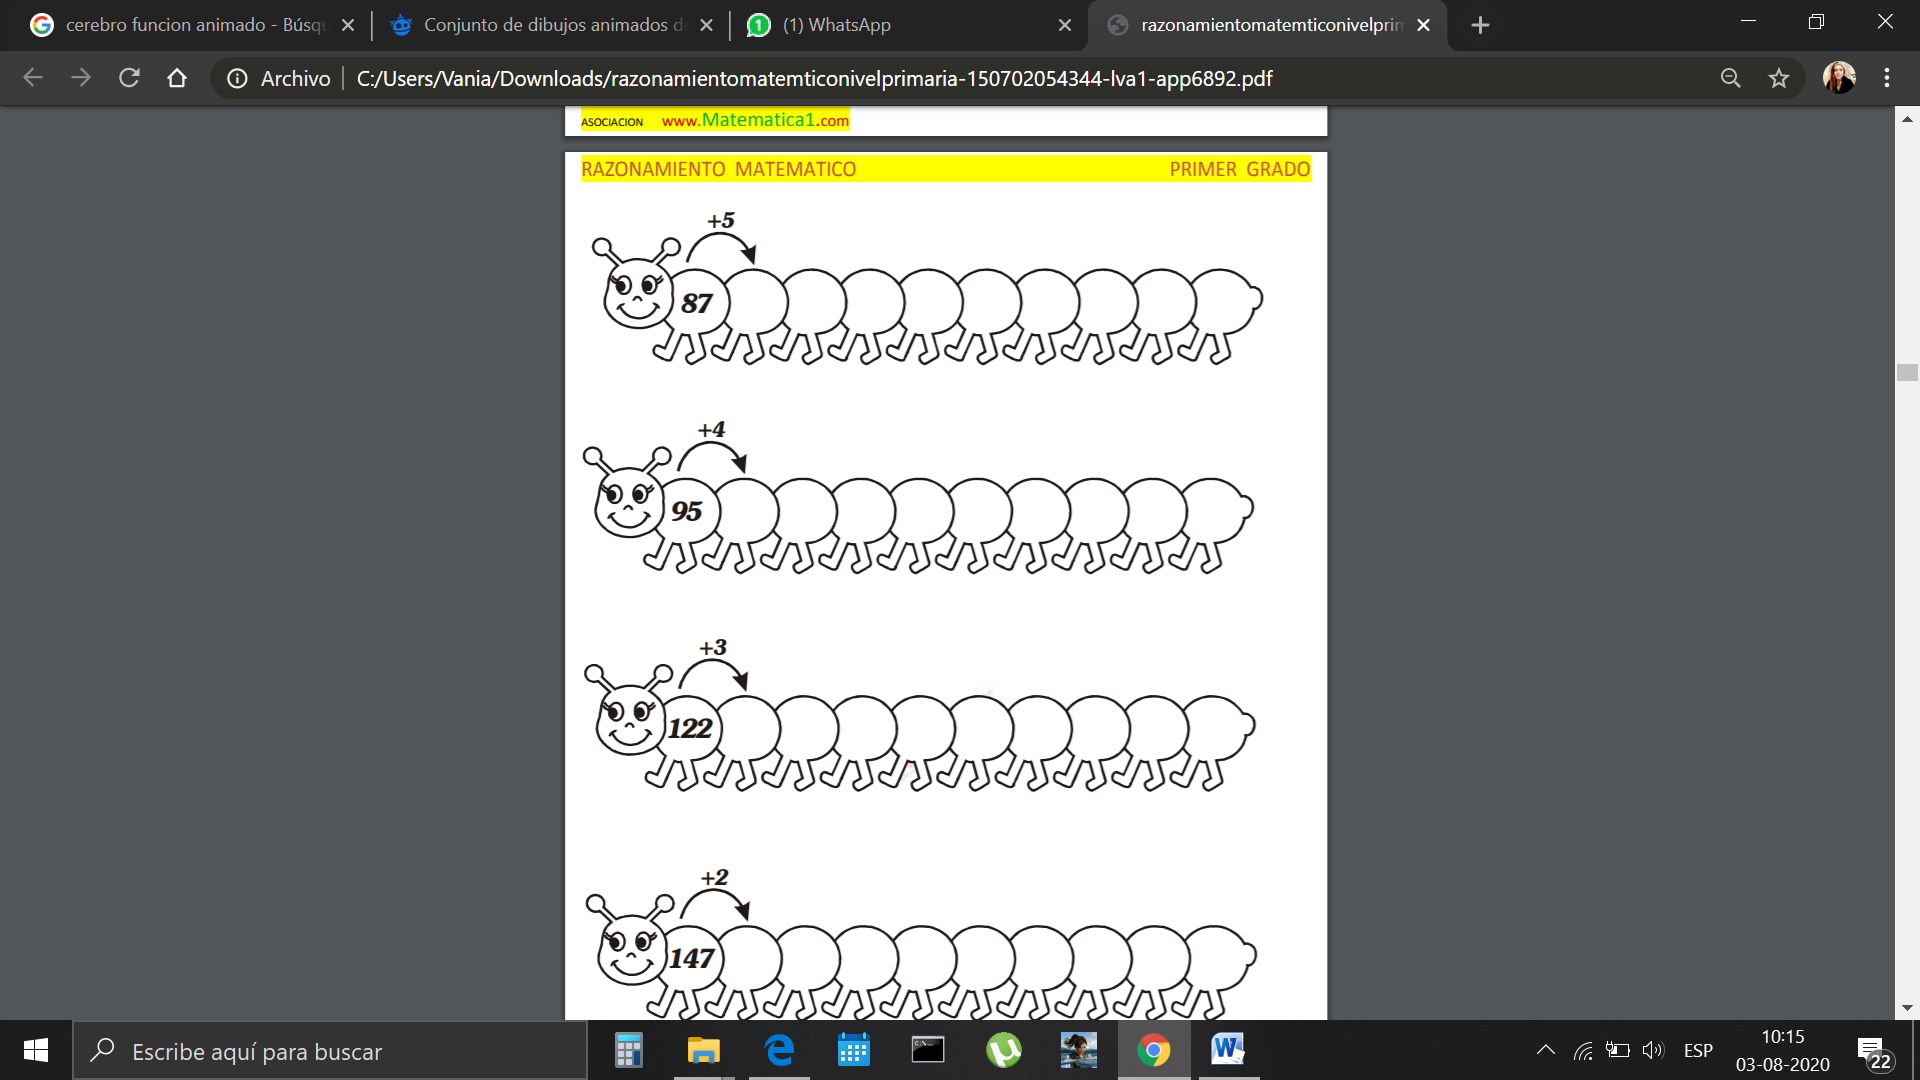 cerebro funcion animado - Búsqu
Conjunto de dibujos animados d
(1) WhatsApp
razonamientomatemticonivelprim
Archivo
C:/Users/Vania/Downloads/razonamientomatemticonivelprimaria-150702054344-lva1-app6892.pdf
ASOCIACION www.Matematica1.com
RAZONAMIENTO MATEMATICO PRIMER GRADO
+5
87
+4
95
+3
122
+2
147
Escribe aquí para buscar
ESP
10:15
03-08-2020
22